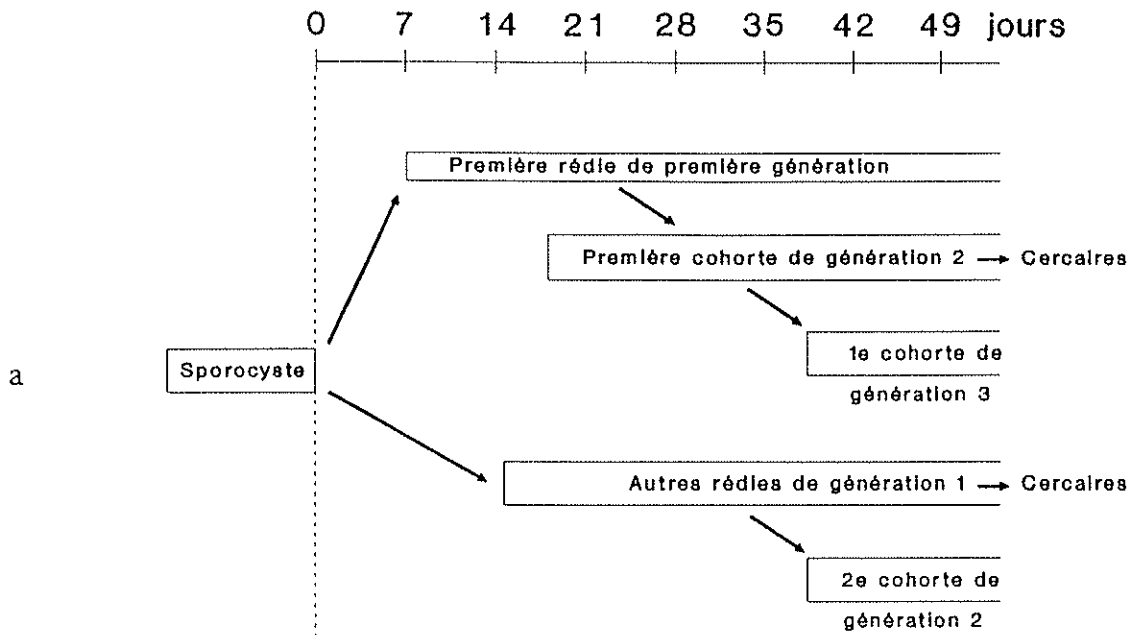 0 7 14 21 28 35 42 49 jours
Première rédie de première génération
Première cohorte de génération 2
Cercaires
1e cohorte de
génération 3
a
Sporocyste
Autres rédies de génération 1
Cercaires
2e cohorte de
génération 2